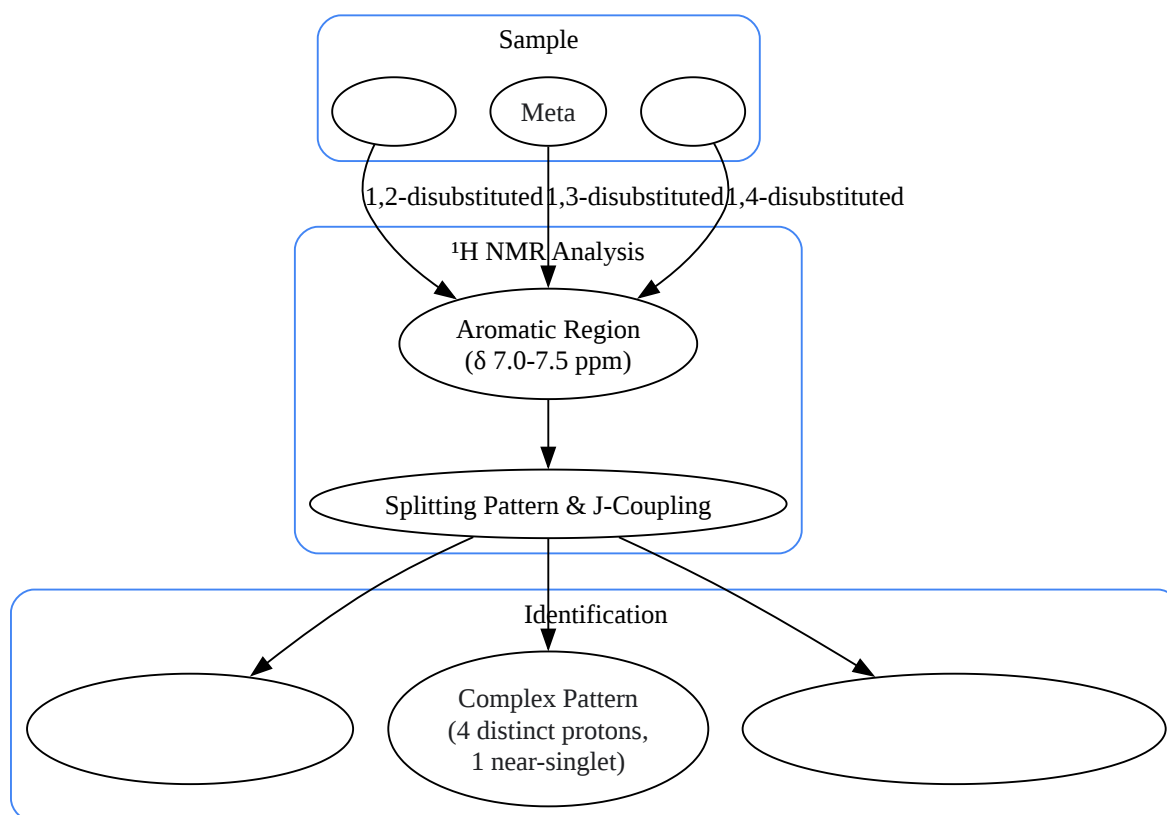 Sample
Meta
1,2-disubstituted
1,3-disubstituted
1,4-disubstituted
¹H NMR Analysis
Aromatic Region
(δ 7.0-7.5 ppm)
Splitting Pattern & J-Coupling
Identification
Complex Pattern
(4 distinct protons,
1 near-singlet)